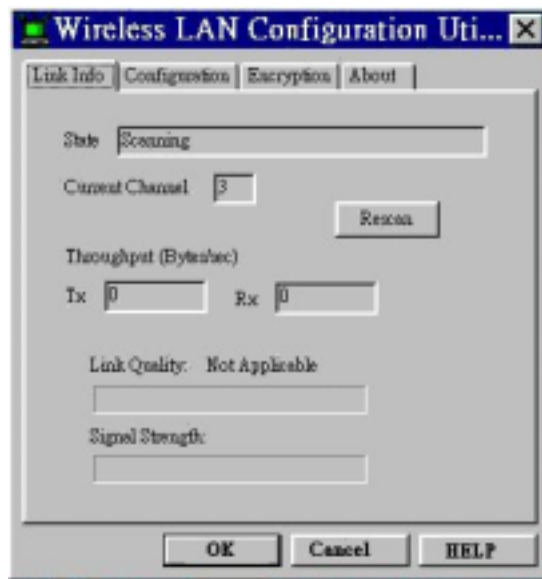 Wireless LAN Configuration Uti...
Link Info Configuration Encryption About
State Scanning
Current Channel 3
Rescan
Throughput (Bytes/sec)
Tx 0 Rx 0
Link Quality: Not Applicable
Signal Strength:
OK Cancel HELP